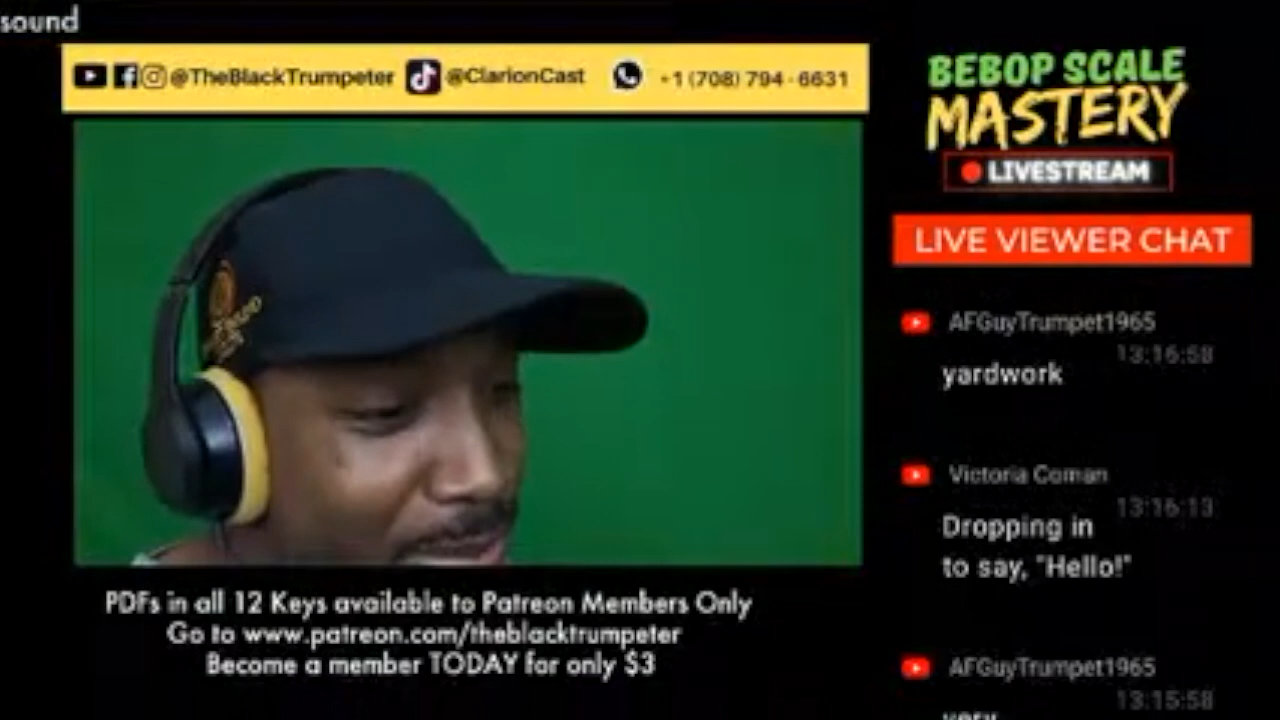 sound
@TheBlackTrumpeter @ClarionCast +1 (708) 794-6631
BEBOP SCALE
MASTERY
LIVESTREAM
LIVE VIEWER CHAT
AFGuyTrumpet1965
13:16:58
yardwork
Victoria Coman
13:16:13
Dropping in
to say, "Hello!"
AFGuyTrumpet1965
13:15:58
very
PDFs in all 12 Keys available to Patreon Members Only
Go to www.patreon.com/theblacktrumpeter
Become a member TODAY for only $3